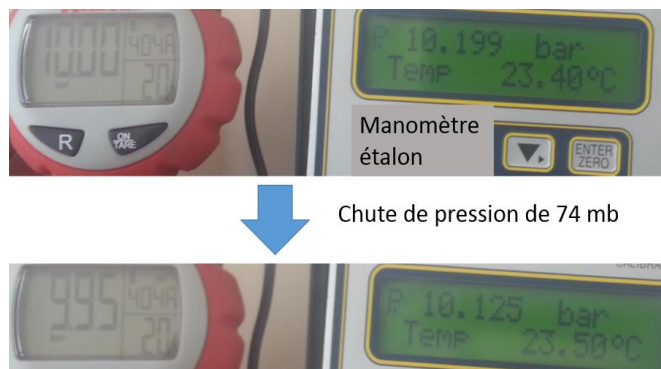 10.00 404A
bar 20
R ON/TARE
P 10.199 bar
Temp 23.40°C
Manomètre
étalon
ENTER
ZERO
Chute de pression de 74 mb
9.95 404A
20
P 10.125 bar
Temp 23.50°C